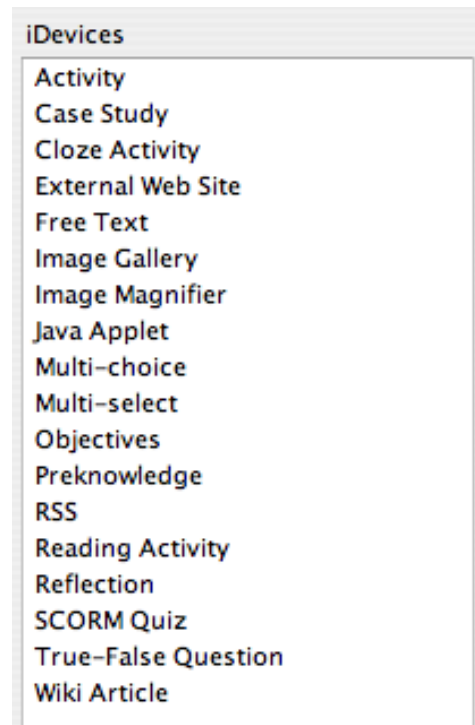 iDevices
Activity
Case Study
Cloze Activity
External Web Site
Free Text
Image Gallery
Image Magnifier
Java Applet
Multi-choice
Multi-select
Objectives
Preknowledge
RSS
Reading Activity
Reflection
SCORM Quiz
True-False Question
Wiki Article